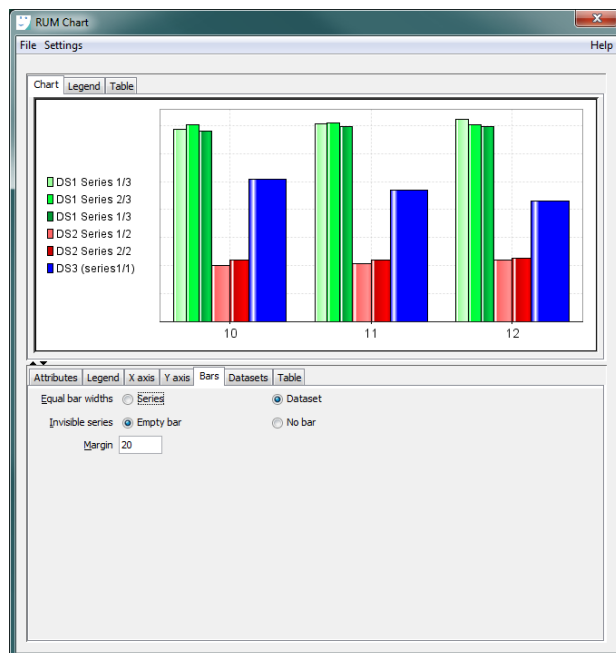 RUM Chart
x
File Settings Help
Chart Legend Table
DS1 Series 1/3
DS1 Series 2/3
DS1 Series 1/3
DS2 Series 1/2
DS2 Series 2/2
DS3 (series1/1)
10 11 12
Attributes Legend X axis Y axis Bars Datasets Table
Equal bar widths Series Dataset
Invisible series Empty bar No bar
Margin 20